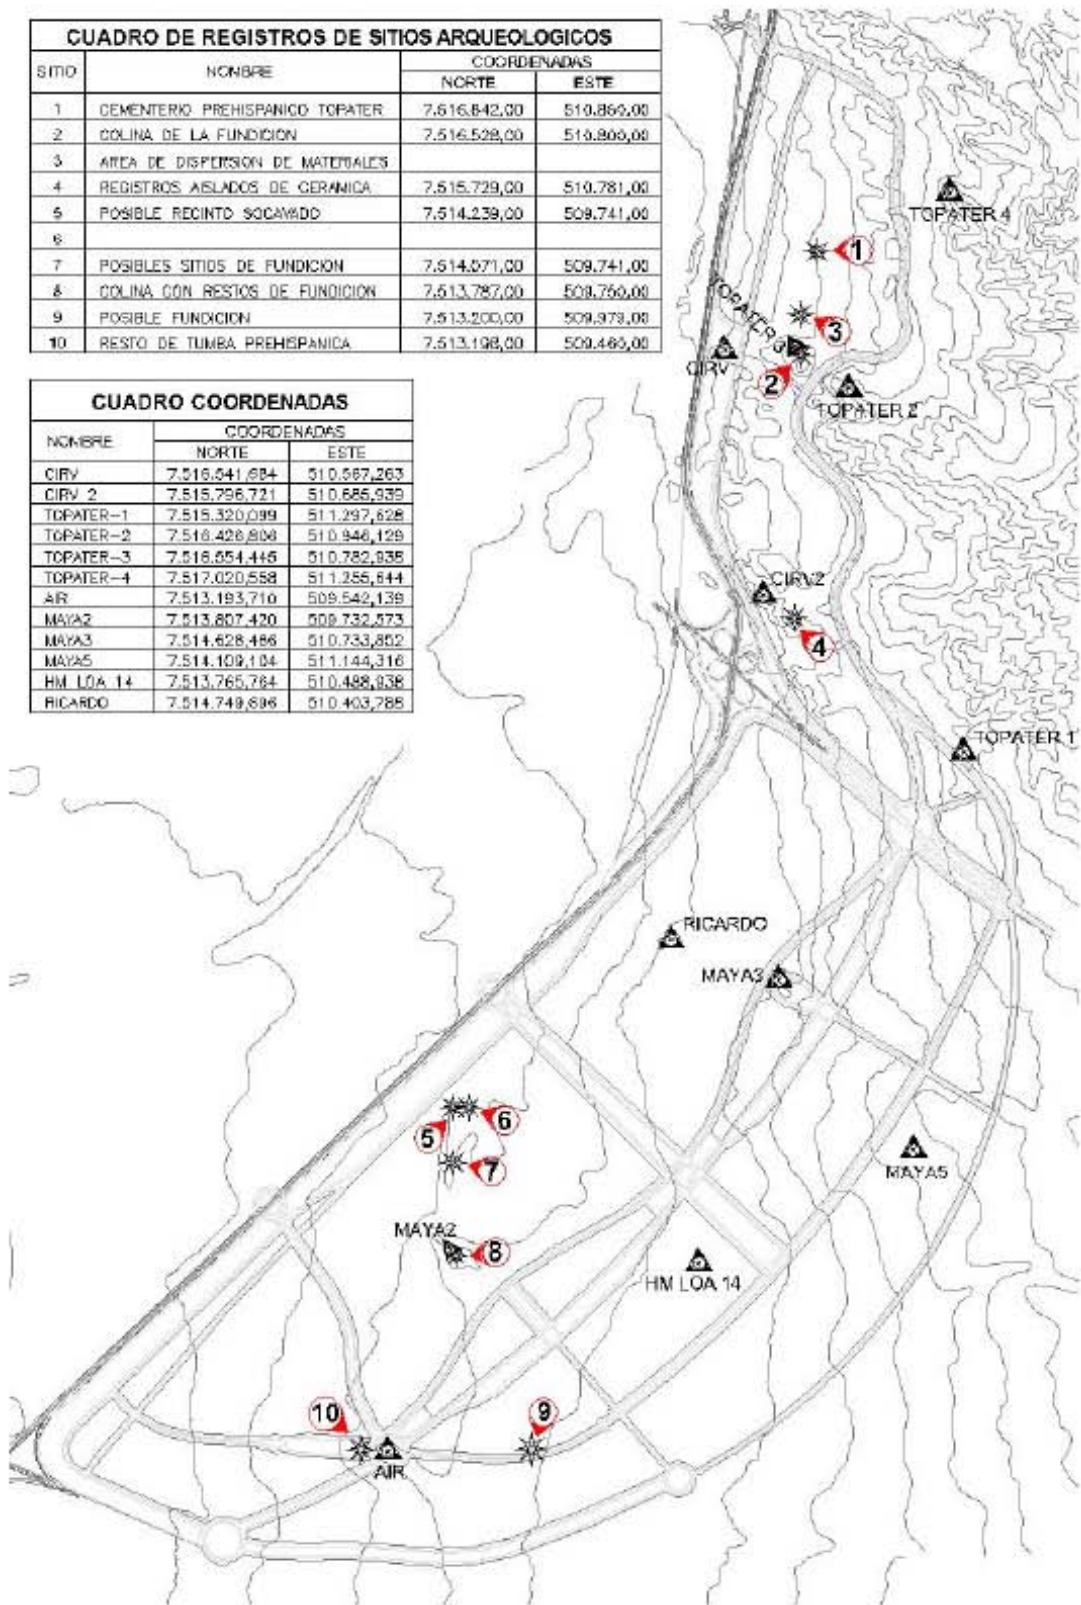 CUADRO DE REGISTROS DE SITIOS ARQUEOLOGICOS
SITIO NOMBRE COORDENADAS
NORTE ESTE
1 CEMENTERIO PREHISPANICO TOPATER 7.516.842,00 510.860,00
2 COLINA DE LA FUNDICION 7.516.528,00 510.800,00
3 AREA DE DISPERSION DE MATERIALES
4 REGISTROS AISLADOS DE CERAMICA 7.515.729,00 510.781,00
5 POSIBLE RECINTO SOCAVADO 7.514.239,00 509.741,00
6
7 POSIBLES SITIOS DE FUNDICION 7.514.071,00 509.741,00
8 COLINA CON RESTOS DE FUNDICION 7.513.787,00 509.750,00
9 POSIBLE FUNDICION 7.513.200,00 509.979,00
10 RESTO DE TUMBA PREHISPANICA 7.513.198,00 509.460,00
CUADRO COORDENADAS
NOMBRE COORDENADAS
NORTE ESTE
CIRV 7.516.541,684 510.567,263
CIRV 2 7.515.796,721 510.685,939
TOPATER-1 7.515.320,099 511.297,628
TOPATER-2 7.516.426,806 510.946,129
TOPATER-3 7.516.554,445 510.782,938
TOPATER-4 7.517.020,558 511.255,644
AIR 7.513.193,710 509.542,139
MAYA2 7.513.807,420 509.732,573
MAYA3 7.514.628,486 510.733,852
MAYA5 7.514.109,104 511.144,316
HM LOA 14 7.513.765,764 510.488,938
RICARDO 7.514.749,696 510.403,788
TOPATER 4
1
TOPATER 3
3
CIRV
2
TOPATER 2
CIRV2
4
TOPATER 1
RICARDO
MAYA3
5
6
7
MAYA5
MAYA2
8
HM LOA 14
10
9
AIR